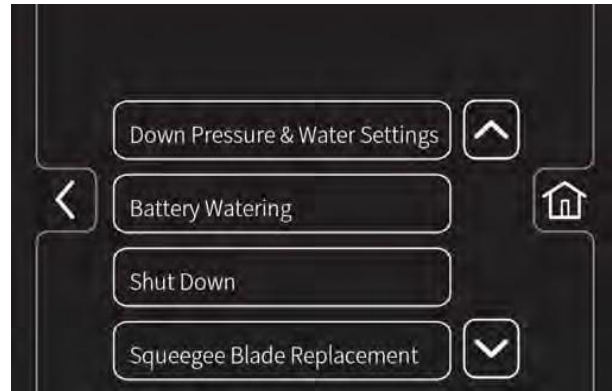 Down Pressure & Water Settings
Battery Watering
Shut Down
Squeegee Blade Replacement